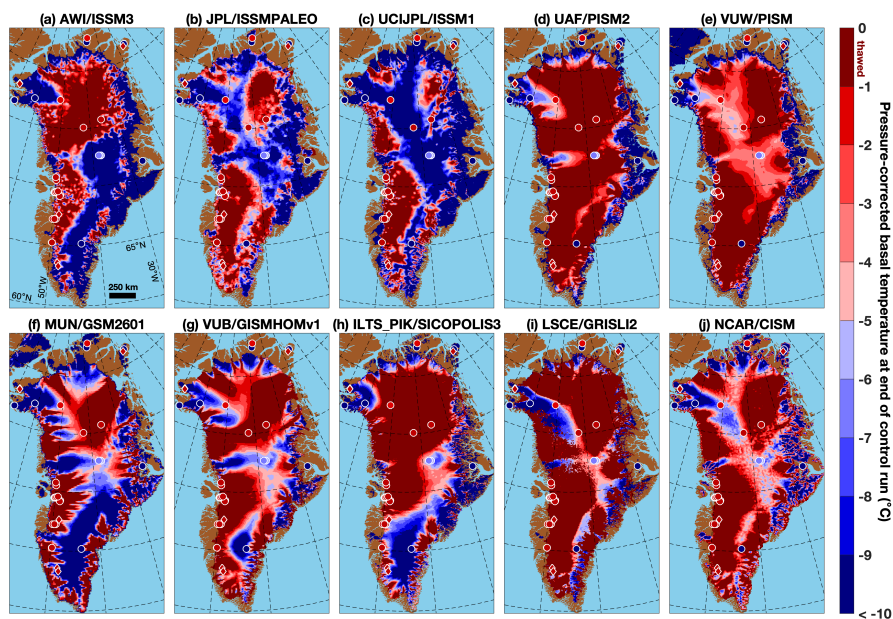 (a) AWI/ISSM3
(b) JPL/ISSMPALEO
(c) UCIJPL/ISSM1
(d) UAF/PISM2
(e) VUW/PISM
65°N
30°W
50°W
60°N
250 km
(f) MUN/GSM2601
(g) VUB/GISMHOMv1
(h) ILTS_PIK/SICOPOLIS3
(i) LSCE/GRISLI2
(j) NCAR/CISM
0
thawed
-1
-2
-3
-4
-5
-6
-7
-8
-9
< -10
Pressure-corrected basal temperature at end of control run (°C)